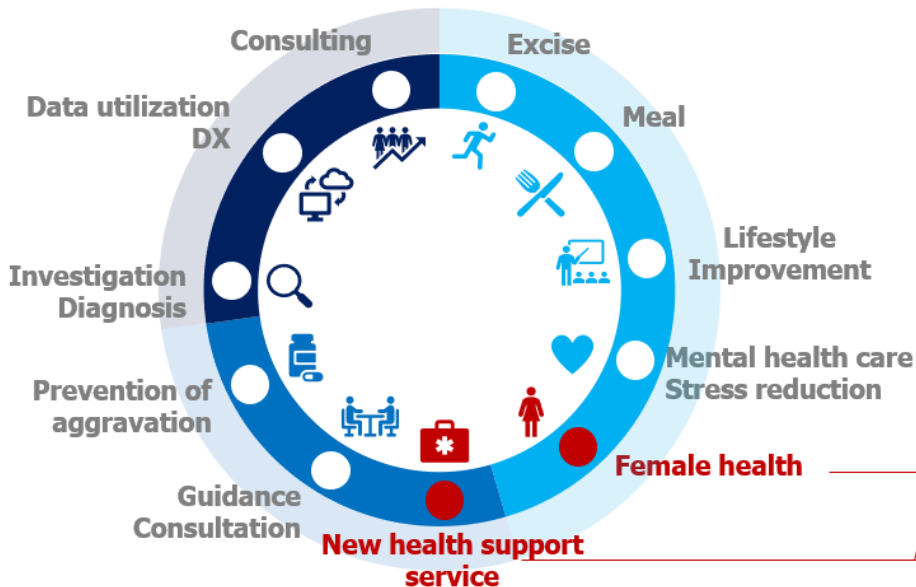 Consulting
Excise
Data utilization
DX
Meal
Lifestyle
Improvement
Investigation
Diagnosis
Mental health care
Stress reduction
Prevention of
aggravation
Female health
Guidance
Consultation
New health support
service